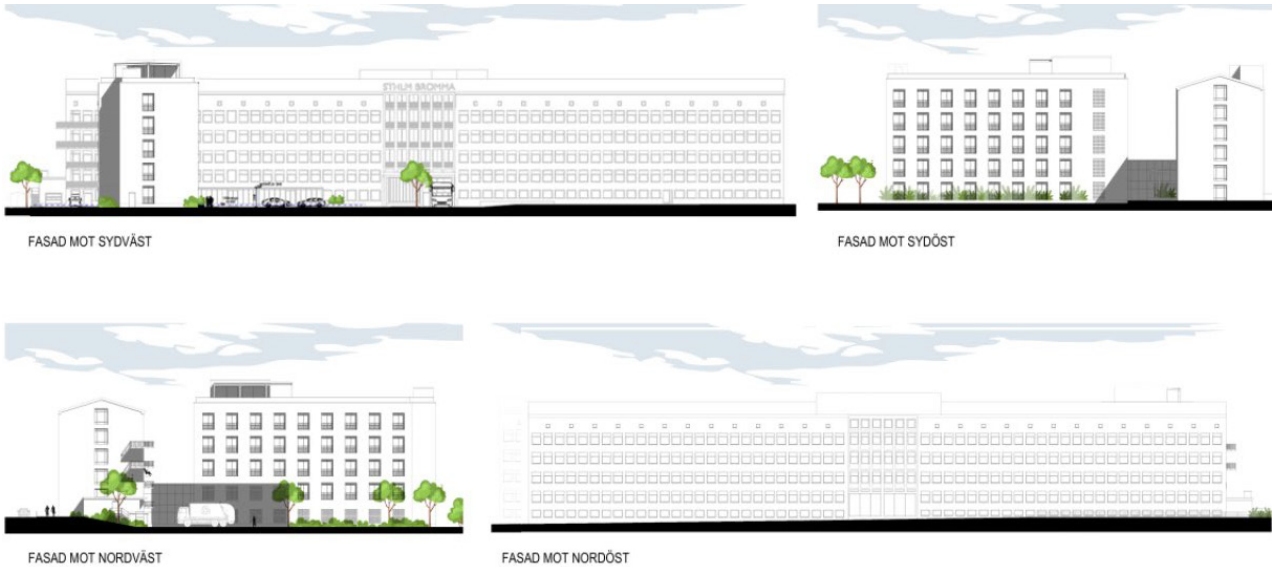 STHLM BROMMA
FASAD MOT SYDVÄST
FASAD MOT SYDÖST
FASAD MOT NORDVÄST
FASAD MOT NORDÖST